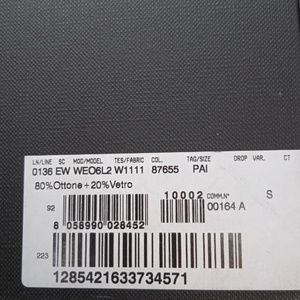 LN/LINE SC MOD/MODEL TES/FABRIC COL. TAG/SIZE DROP VAR. CT
0136 EW WEO6L2 W1111 87655 PAI
80%Ottone+20%Vetro
10002 COMM.N° S
92 00164 A
8 058990 028452
223
1285421633734571